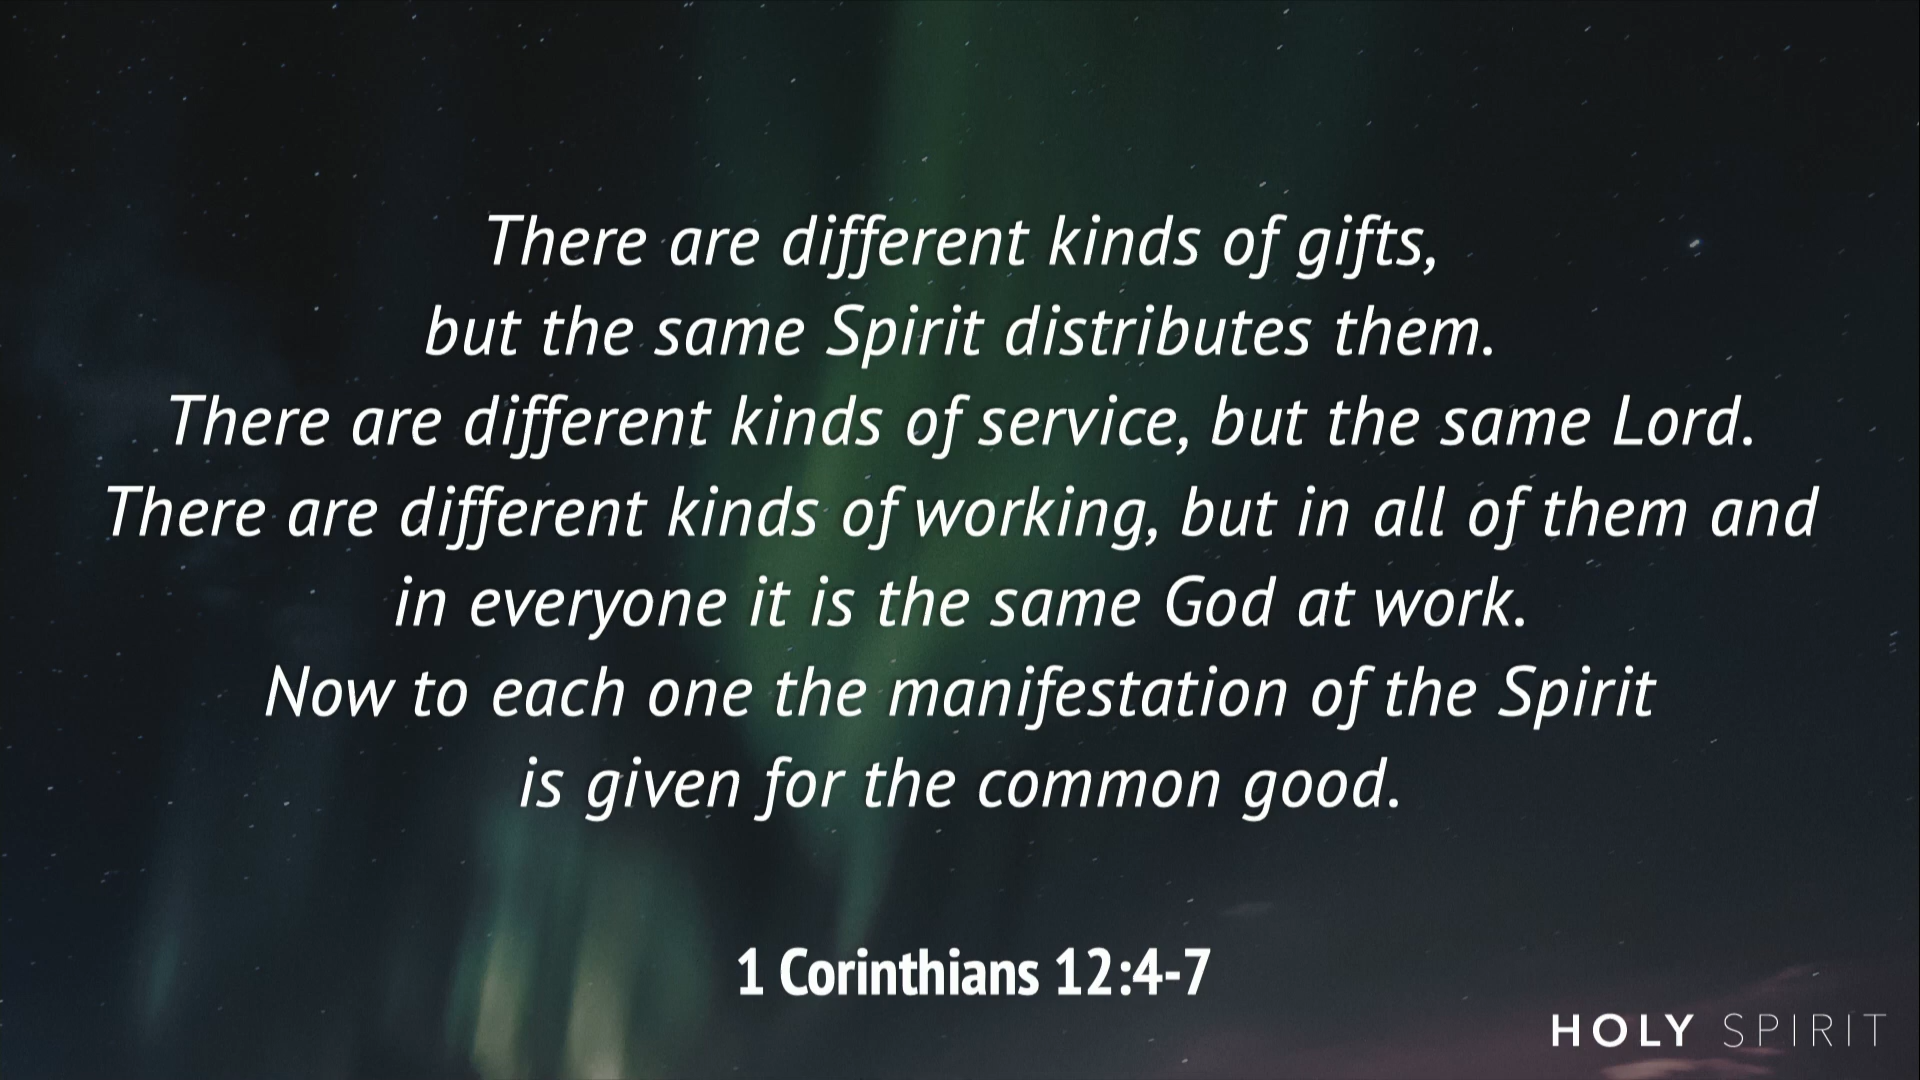 There are different kinds of gifts,
but the same Spirit distributes them.
There are different kinds of service, but the same Lord.
There are different kinds of working, but in all of them and
in everyone it is the same God at work.
Now to each one the manifestation of the Spirit
is given for the common good.
1 Corinthians 12:4-7
HOLY SPIRIT